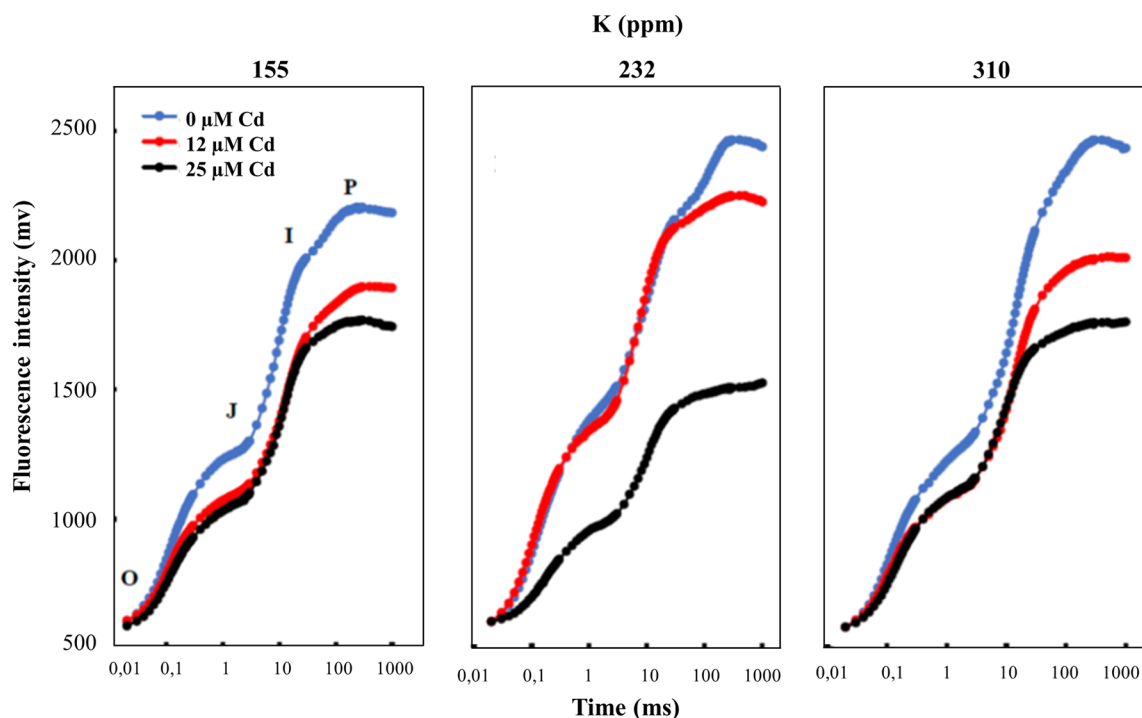 K (ppm)
155 232 310
0 µM Cd
12 µM Cd
25 µM Cd
2500
2000
1500
1000
500
Fluorescence intensity (mv)
O
J
I
P
0,01 0,1 1 10 100 1000
0,01 0,1 1 10 100 1000
0,01 0,1 1 10 100 1000
Time (ms)